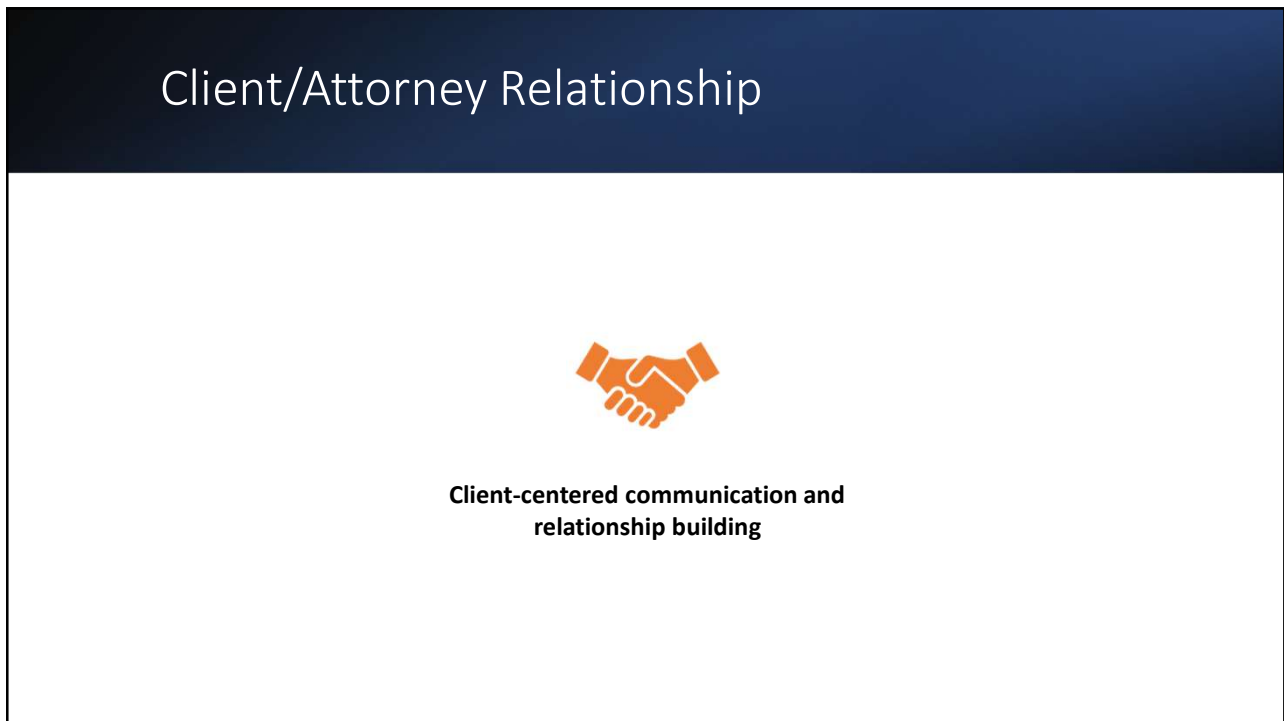 Client/Attorney Relationship
Client-centered communication and
relationship building